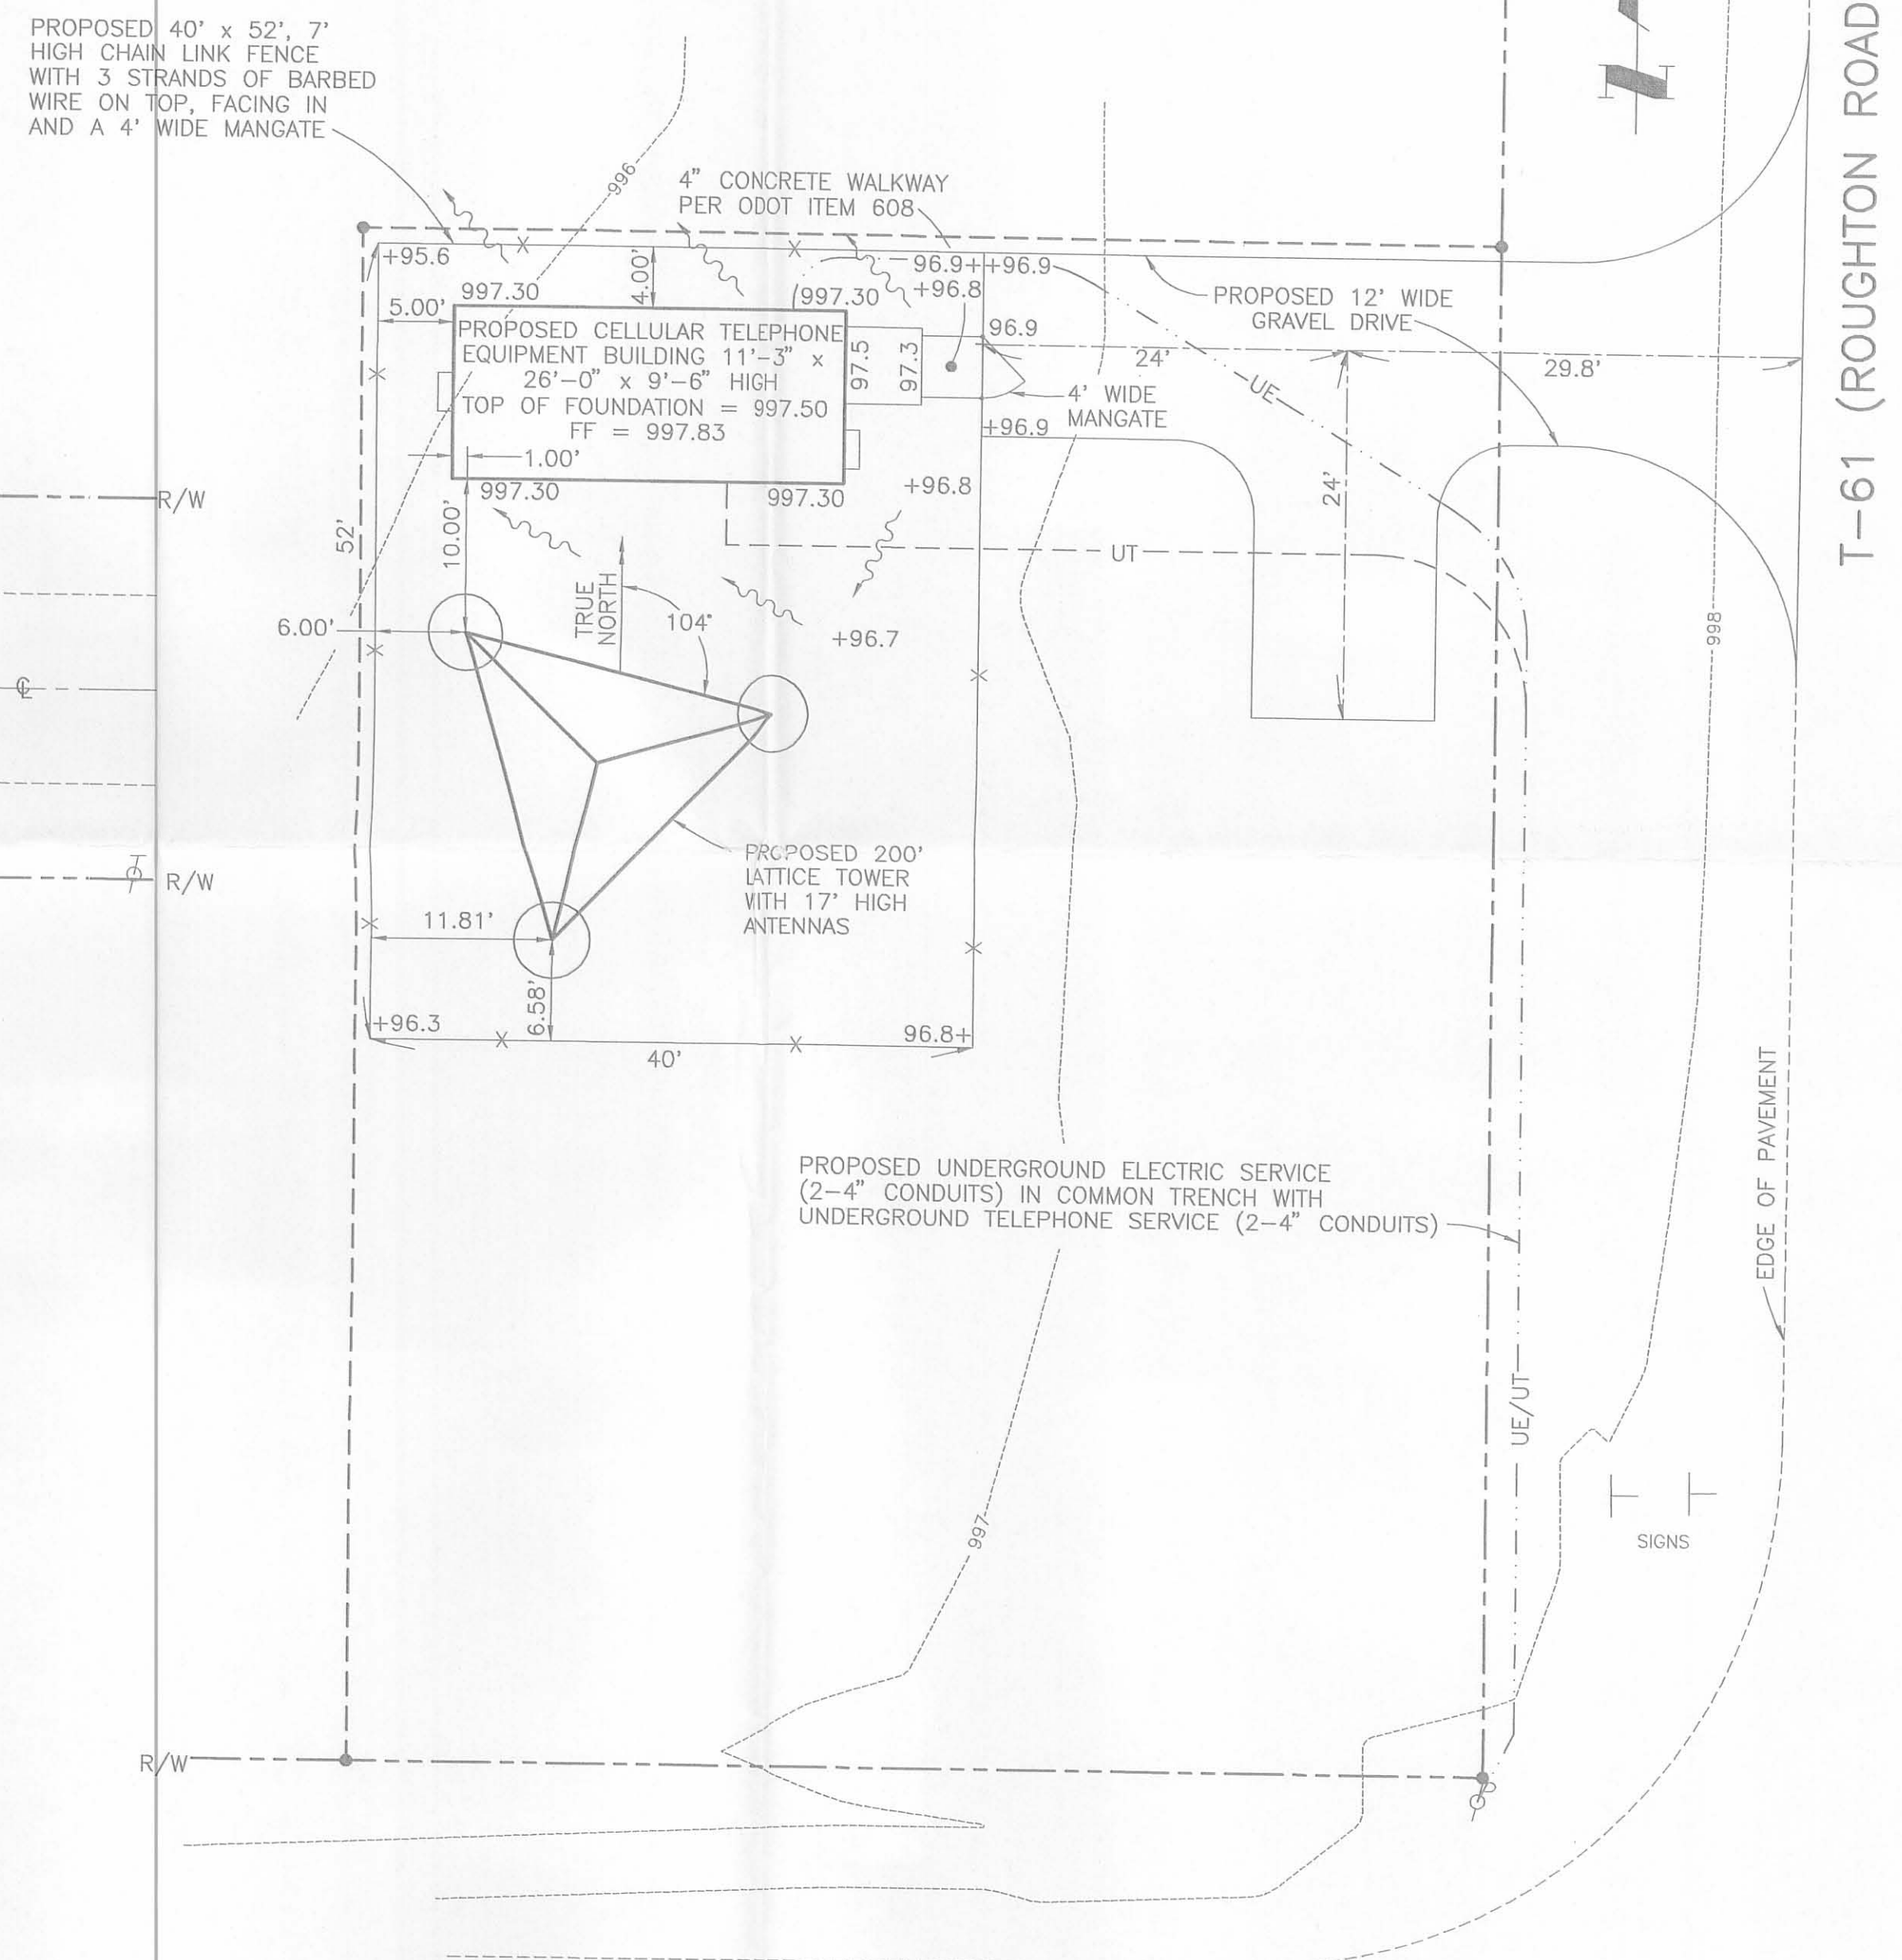 PROPOSED 40' x 52', 7'
HIGH CHAIN LINK FENCE
WITH 3 STRANDS OF BARBED
WIRE ON TOP, FACING IN
AND A 4' WIDE MANGATE
996
4" CONCRETE WALKWAY
PER ODOT ITEM 608
T-61 (ROUGHTON ROAD
+95.6
4.00'
96.9+
+96.9
997.30
997.30
+96.8
5.00'
PROPOSED 12' WIDE
GRAVEL DRIVE
PROPOSED CELLULAR TELEPHONE
EQUIPMENT BUILDING 11'-3" x
26'-0" x 9'-6" HIGH
TOP OF FOUNDATION = 997.50
FF = 997.83
97.5
97.3
96.9
24'
29.8'
UE
4' WIDE
MANGATE
+96.9
1.00'
997.30
997.30
+96.8
24'
R/W
52'
10.00'
UT
TRUE
NORTH
104°
6.00'
+96.7
998
℄
PROPOSED 200'
LATTICE TOWER
WITH 17' HIGH
ANTENNAS
R/W
11.81'
6.58'
+96.3
96.8+
40'
EDGE OF PAVEMENT
PROPOSED UNDERGROUND ELECTRIC SERVICE
(2-4" CONDUITS) IN COMMON TRENCH WITH
UNDERGROUND TELEPHONE SERVICE (2-4" CONDUITS)
UE/UT
997
SIGNS
R/W